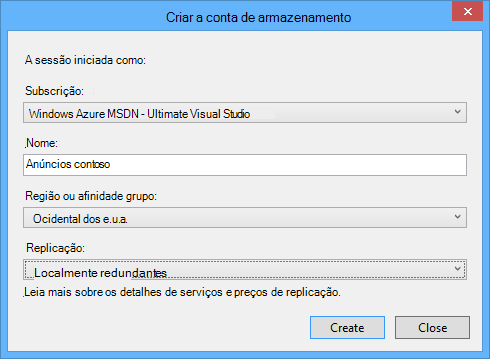 Criar a conta de armazenamento
A sessão iniciada como:
Subscrição:
Windows Azure MSDN - Ultimate Visual Studio
Nome:
Anúncios contoso
Região ou afinidade grupo:
Ocidental dos e.u.a.
Replicação:
Localmente redundantes
Leia mais sobre os detalhes de serviços e preços de replicação.
Create Close